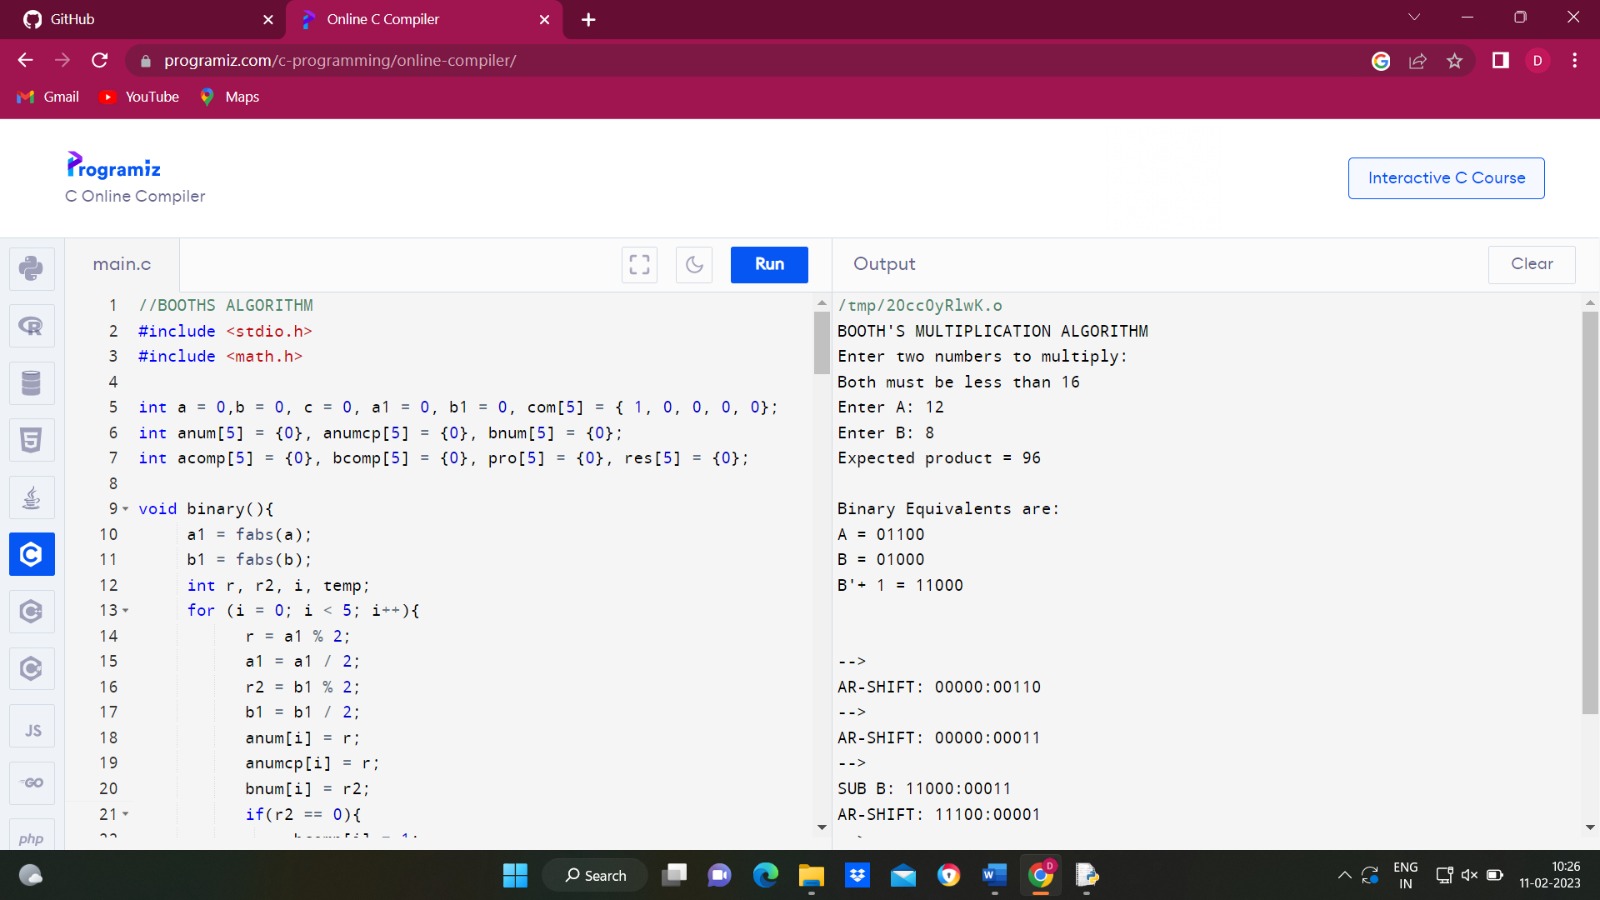 GitHub
Online C Compiler
programiz.com/c-programming/online-compiler/
D
Gmail
YouTube
Maps
Programiz
C Online Compiler
Interactive C Course
main.c
Run
Output
Clear
1 //BOOTHS ALGORITHM
2 #include <stdio.h>
3 #include <math.h>
4
5 int a = 0,b = 0, c = 0, a1 = 0, b1 = 0, com[5] = { 1, 0, 0, 0, 0};
6 int anum[5] = {0}, anumcp[5] = {0}, bnum[5] = {0};
7 int acomp[5] = {0}, bcomp[5] = {0}, pro[5] = {0}, res[5] = {0};
8
9 void binary(){
10 a1 = fabs(a);
11 b1 = fabs(b);
12 int r, r2, i, temp;
13 for (i = 0; i < 5; i++){
14 r = a1 % 2;
15 a1 = a1 / 2;
16 r2 = b1 % 2;
17 b1 = b1 / 2;
18 anum[i] = r;
19 anumcp[i] = r;
20 bnum[i] = r2;
21 if(r2 == 0){
/tmp/20ccOyRlwK.o
BOOTH'S MULTIPLICATION ALGORITHM
Enter two numbers to multiply:
Both must be less than 16
Enter A: 12
Enter B: 8
Expected product = 96
Binary Equivalents are:
A = 01100
B = 01000
B'+ 1 = 11000
-->
AR-SHIFT: 00000:00110
-->
AR-SHIFT: 00000:00011
-->
SUB B: 11000:00011
AR-SHIFT: 11100:00001
JS
GO
php
Search
ENG
IN
10:26
11-02-2023